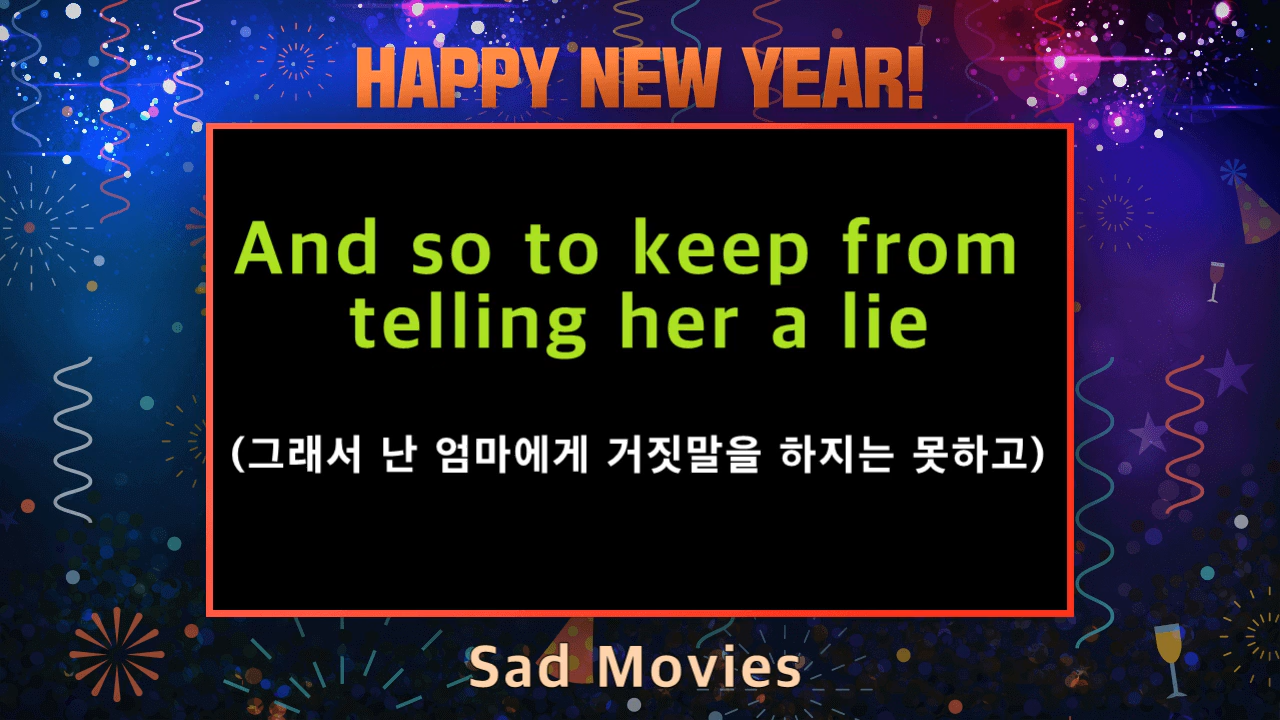 HAPPY NEW YEAR!
And so to keep from
telling her a lie
(그래서 난 엄마에게 거짓말을 하지는 못하고)
Sad Movies